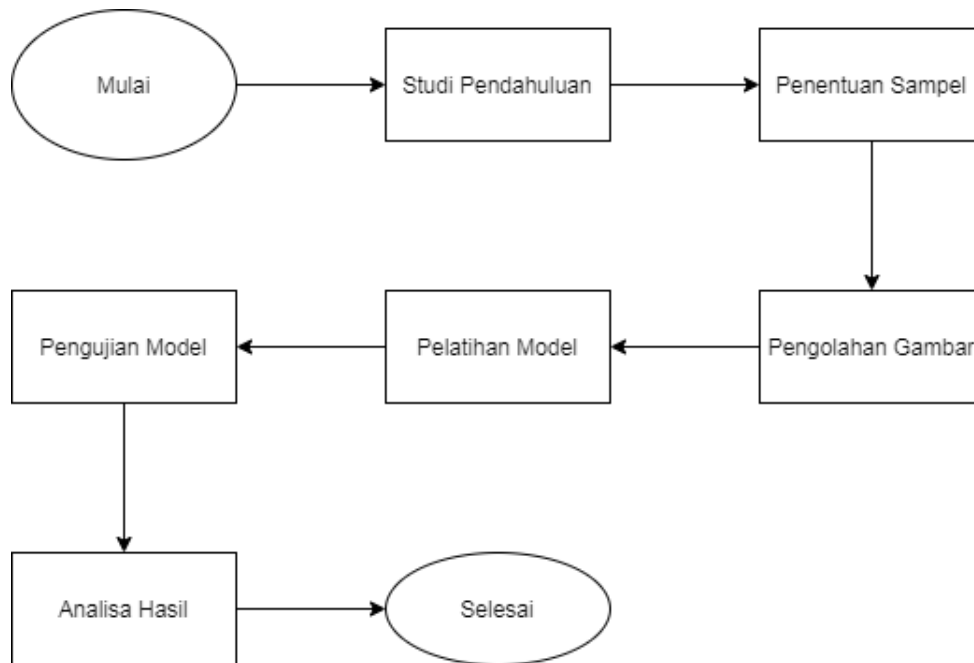 Mulai
Studi Pendahuluan
Penentuan Sampel
Pengolahan Gambar
Pelatihan Model
Pengujian Model
Analisa Hasil
Selesai